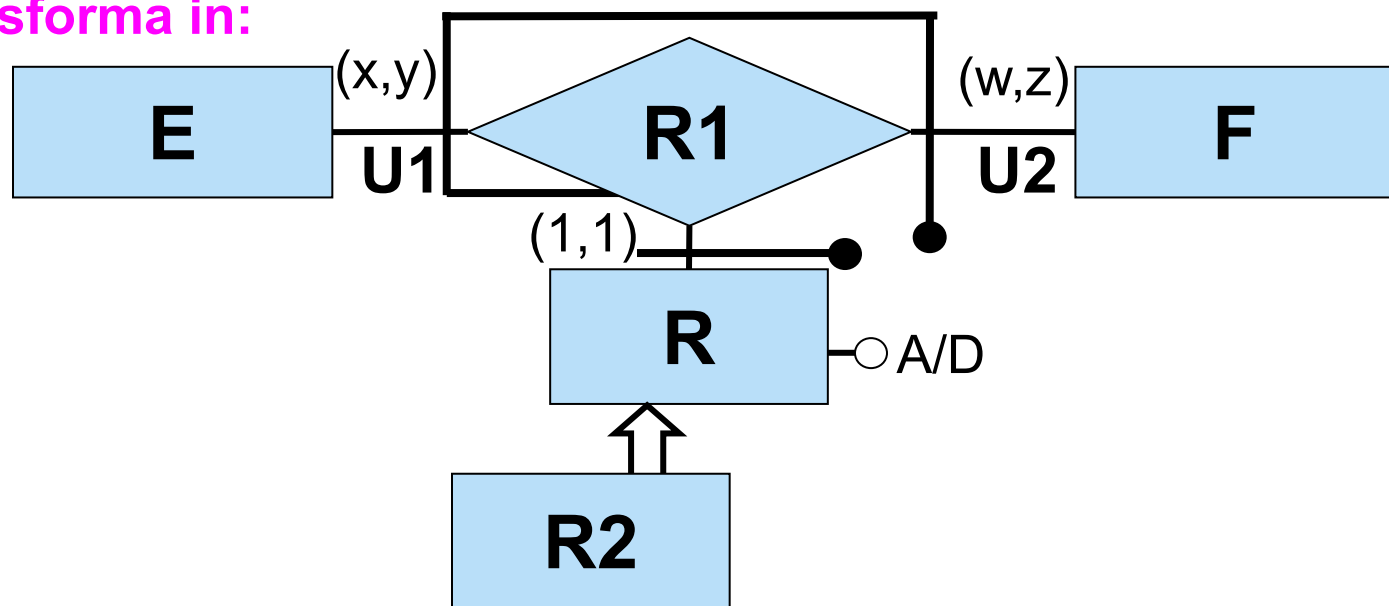 sforma in:
(x,y)
(w,z)
E
R1
F
U1
U2
(1,1)
R
A/D
R2